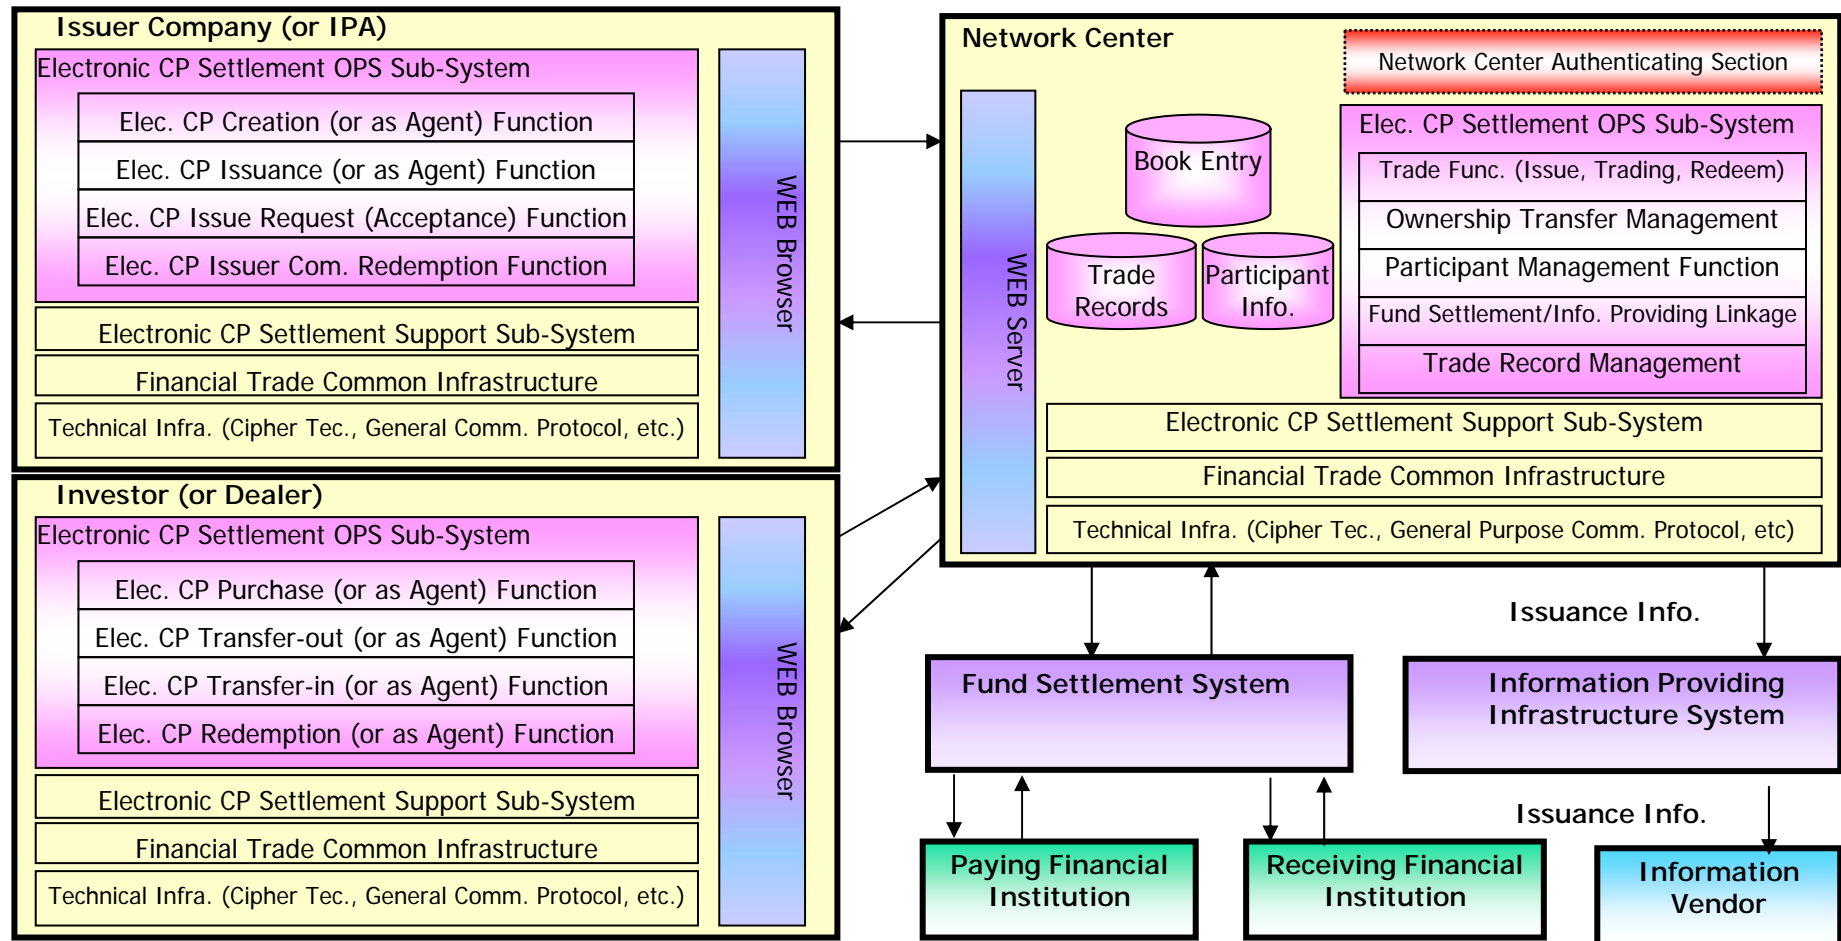 Issuer Company (or IPA)
Electronic CP Settlement OPS Sub-System
Elec. CP Creation (or as Agent) Function
Elec. CP Issuance (or as Agent) Function
Elec. CP Issue Request (Acceptance) Function
Elec. CP Issuer Com. Redemption Function
Electronic CP Settlement Support Sub-System
Financial Trade Common Infrastructure
Technical Infra. (Cipher Tec., General Comm. Protocol, etc.)
WEB Browser
Investor (or Dealer)
Electronic CP Settlement OPS Sub-System
Elec. CP Purchase (or as Agent) Function
Elec. CP Transfer-out (or as Agent) Function
Elec. CP Transfer-in (or as Agent) Function
Elec. CP Redemption (or as Agent) Function
Electronic CP Settlement Support Sub-System
Financial Trade Common Infrastructure
Technical Infra. (Cipher Tec., General Comm. Protocol, etc.)
WEB Browser
Network Center
Network Center Authenticating Section
WEB Server
Book Entry
Trade
Records
Participant
Info.
Elec. CP Settlement OPS Sub-System
Trade Func. (Issue, Trading, Redeem)
Ownership Transfer Management
Participant Management Function
Fund Settlement/Info. Providing Linkage
Trade Record Management
Electronic CP Settlement Support Sub-System
Financial Trade Common Infrastructure
Technical Infra. (Cipher Tec., General Purpose Comm. Protocol, etc)
Issuance Info.
Fund Settlement System
Information Providing
Infrastructure System
Issuance Info.
Paying Financial
Institution
Receiving Financial
Institution
Information
Vendor